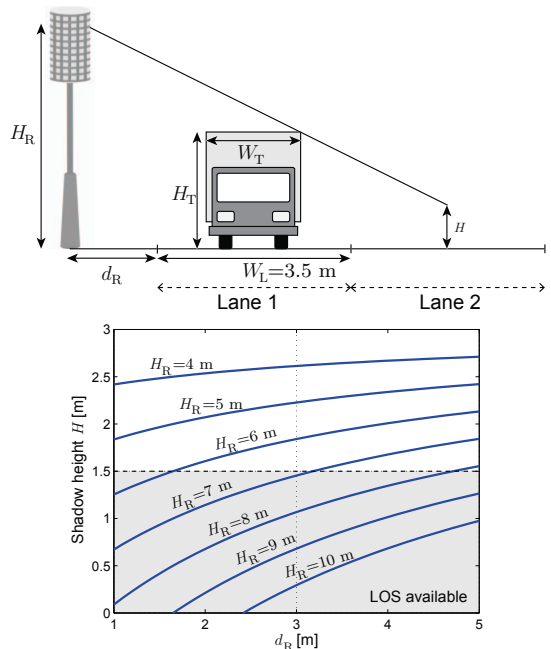 H_R
W_T
H_T
H
d_R
W_L=3.5 m
Lane 1
Lane 2
3
2.5
2
1.5
1
0.5
0
Shadow height H [m]
H_R=4 m
H_R=5 m
H_R=6 m
H_R=7 m
H_R=8 m
H_R=9 m
H_R=10 m
LOS available
1
2
3
4
5
d_R [m]